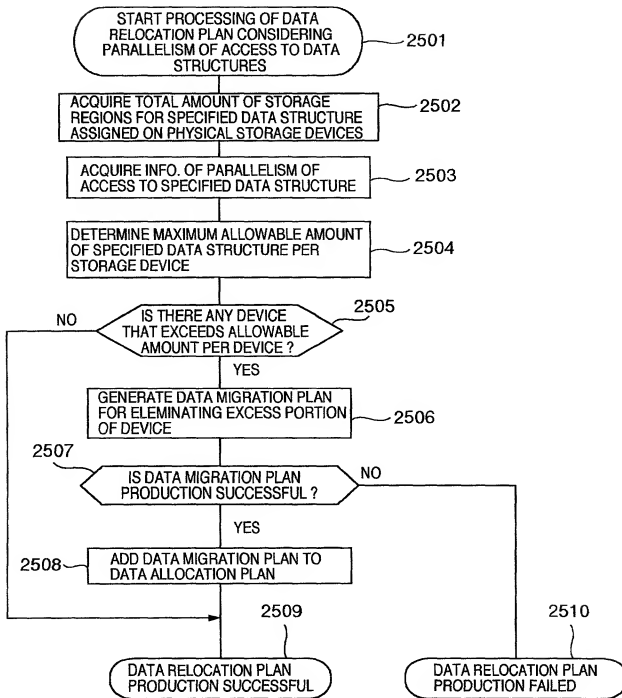 START PROCESSING OF DATA
RELOCATION PLAN CONSIDERING
PARALLELISM OF ACCESS TO DATA
STRUCTURES
2501
ACQUIRE TOTAL AMOUNT OF STORAGE
REGIONS FOR SPECIFIED DATA STRUCTURE
ASSIGNED ON PHYSICAL STORAGE DEVICES
2502
ACQUIRE INFO. OF PARALLELISM OF
ACCESS TO SPECIFIED DATA STRUCTURE
2503
DETERMINE MAXIMUM ALLOWABLE AMOUNT
OF SPECIFIED DATA STRUCTURE PER
STORAGE DEVICE
2504
IS THERE ANY DEVICE
THAT EXCEEDS ALLOWABLE
AMOUNT PER DEVICE ?
2505
NO
YES
GENERATE DATA MIGRATION PLAN
FOR ELEMINATING EXCESS PORTION
OF DEVICE
2506
2507
IS DATA MIGRATION PLAN
PRODUCTION SUCCESSFUL ?
NO
YES
2508
ADD DATA MIGRATION PLAN TO
DATA ALLOCATION PLAN
2509
2510
DATA RELOCATION PLAN
PRODUCTION SUCCESSFUL
DATA RELOCATION PLAN
PRODUCTION FAILED